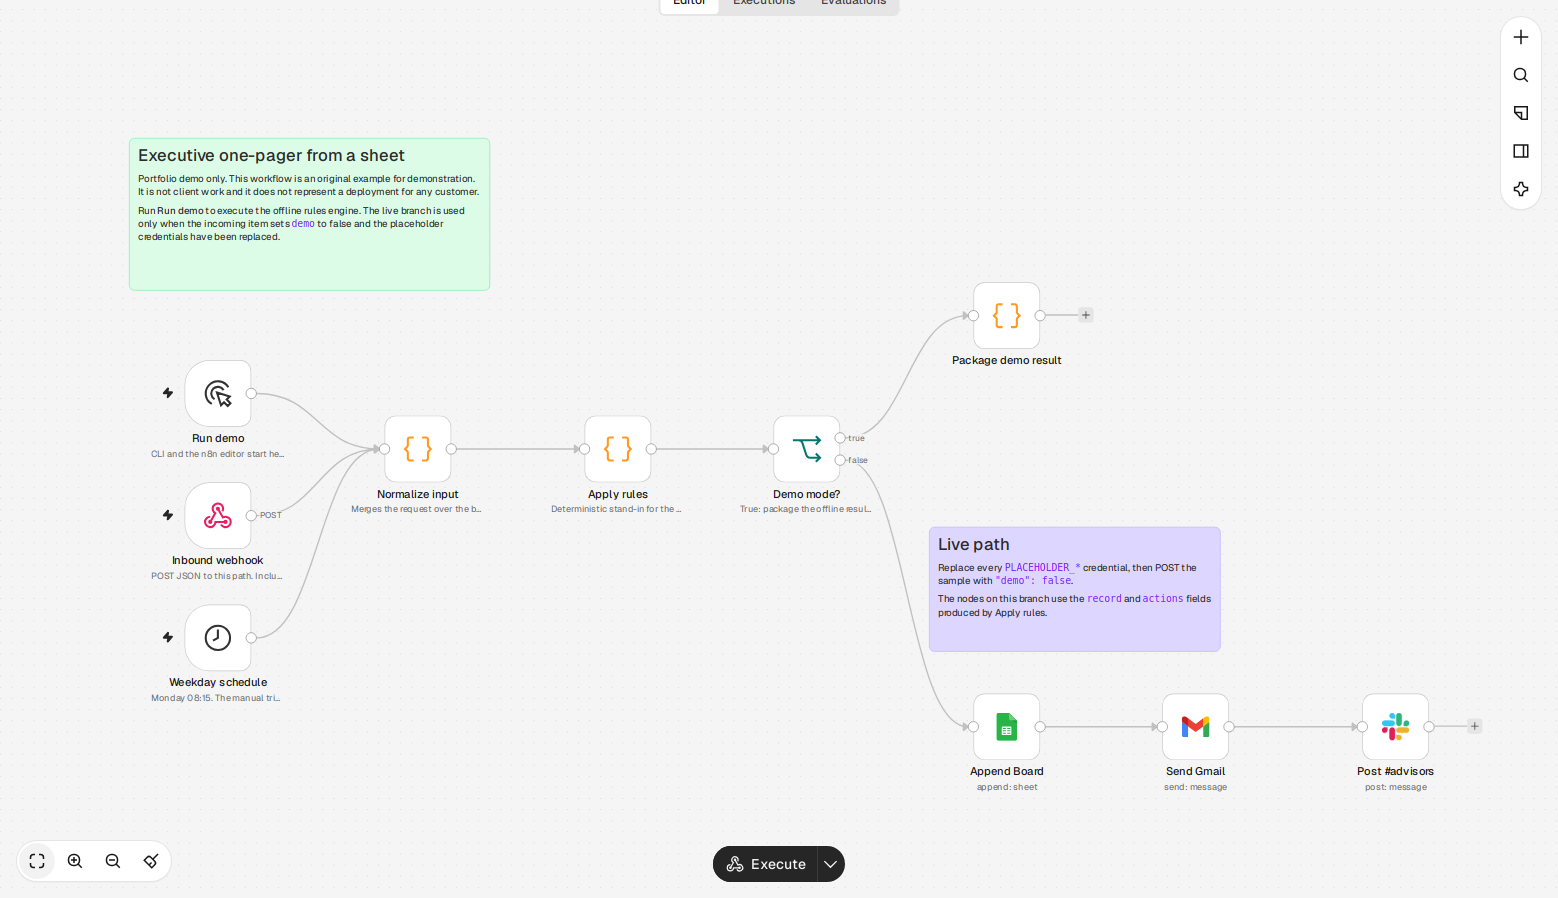 Editor Executions Evaluations
Executive one-pager from a sheet
Portfolio demo only. This workflow is an original example for demonstration.
It is not client work and it does not represent a deployment for any customer.
Run Run demo to execute the offline rules engine. The live branch is used
only when the incoming item sets demo to false and the placeholder
credentials have been replaced.
Package demo result
Run demo
CLI and the n8n editor start he...
true
false
Normalize input
Merges the request over the b...
Apply rules
Deterministic stand-in for the ...
Demo mode?
True: package the offline resul...
POST
Inbound webhook
POST JSON to this path. Inclu...
Live path
Replace every PLACEHOLDER_* credential, then POST the
sample with "demo": false.
The nodes on this branch use the record and actions fields
produced by Apply rules.
Weekday schedule
Monday 08:15. The manual tri...
Append Board
append: sheet
Send Gmail
send: message
Post #advisors
post: message
Execute